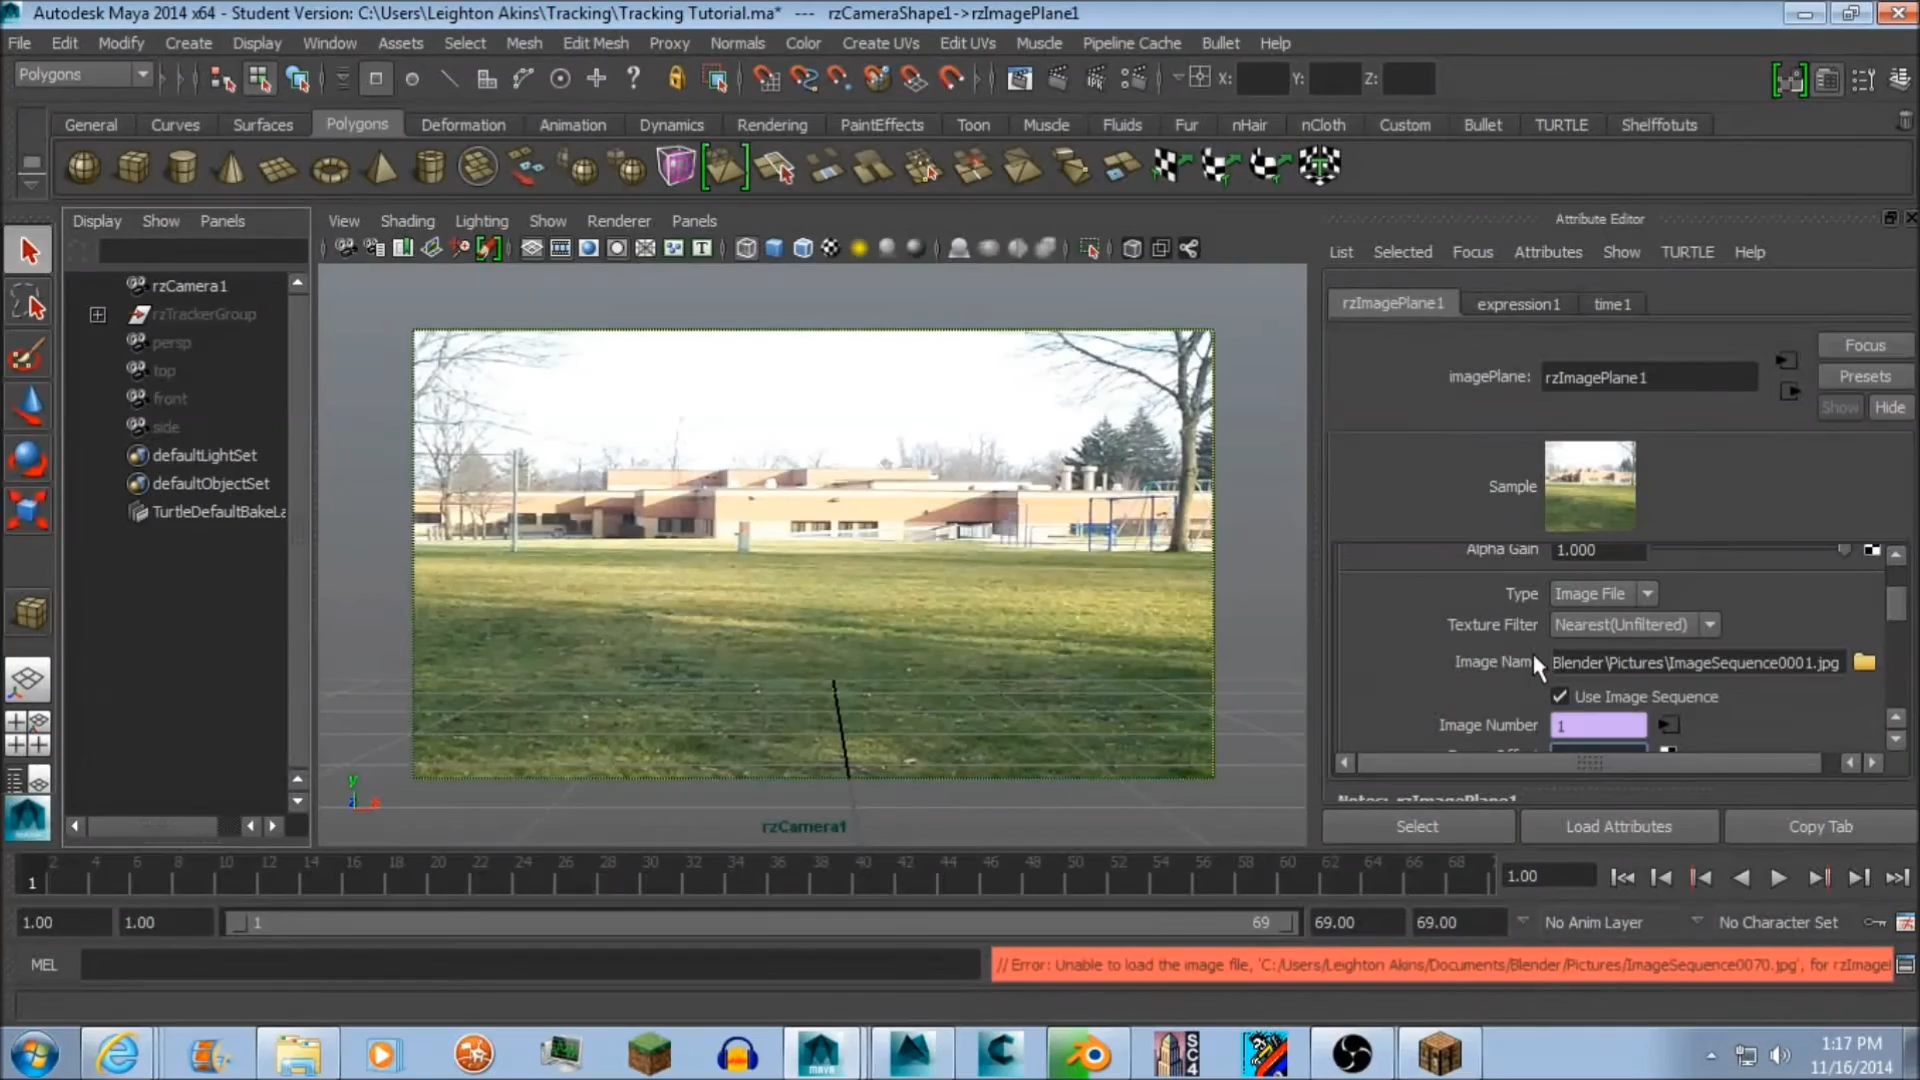 Autodesk Maya 2014 x64 - Student Version: C:\Users\Leighton Akins\Tracking\Tracking Tutorial.ma* --- rzCameraShape1->rzImagePlane1
File Edit Modify Create Display Window Assets Select Mesh Edit Mesh Proxy Normals Color Create UVs Edit UVs Muscle Pipeline Cache Bullet Help
Polygons X: Y: Z:
General Curves Surfaces Polygons Deformation Animation Dynamics Rendering PaintEffects Toon Muscle Fluids Fur nHair nCloth Custom Bullet TURTLE Shelffotuts
Display Show Panels
View Shading Lighting Show Renderer Panels
Attribute Editor
List Selected Focus Attributes Show TURTLE Help
rzCamera1
rzTrackerGroup
persp
top
front
side
defaultLightSet
defaultObjectSet
TurtleDefaultBakeLa
y
rzCamera1
rzImagePlane1 expression1 time1
imagePlane: rzImagePlane1
Focus
Presets
Show Hide
Sample
Alpha Gain 1.000
Type Image File
Texture Filter Nearest(Unfiltered)
Image Nam Blender\Pictures\ImageSequence0001.jpg
Use Image Sequence
Image Number 1
Notes: rzImagePlane1
Select Load Attributes Copy Tab
2 4 6 8 10 12 14 16 18 20 22 24 26 28 30 32 34 36 38 40 42 44 46 48 50 52 54 56 58 60 62 64 66 68
1 1.00
1.00 1.00 1 69 69.00 69.00 No Anim Layer No Character Set
MEL // Error: Unable to load the image file, 'C:/Users/Leighton Akins/Documents/Blender/Pictures/ImageSequence0070.jpg', for rzImagel
MAYA
SC4
1:17 PM
11/16/2014